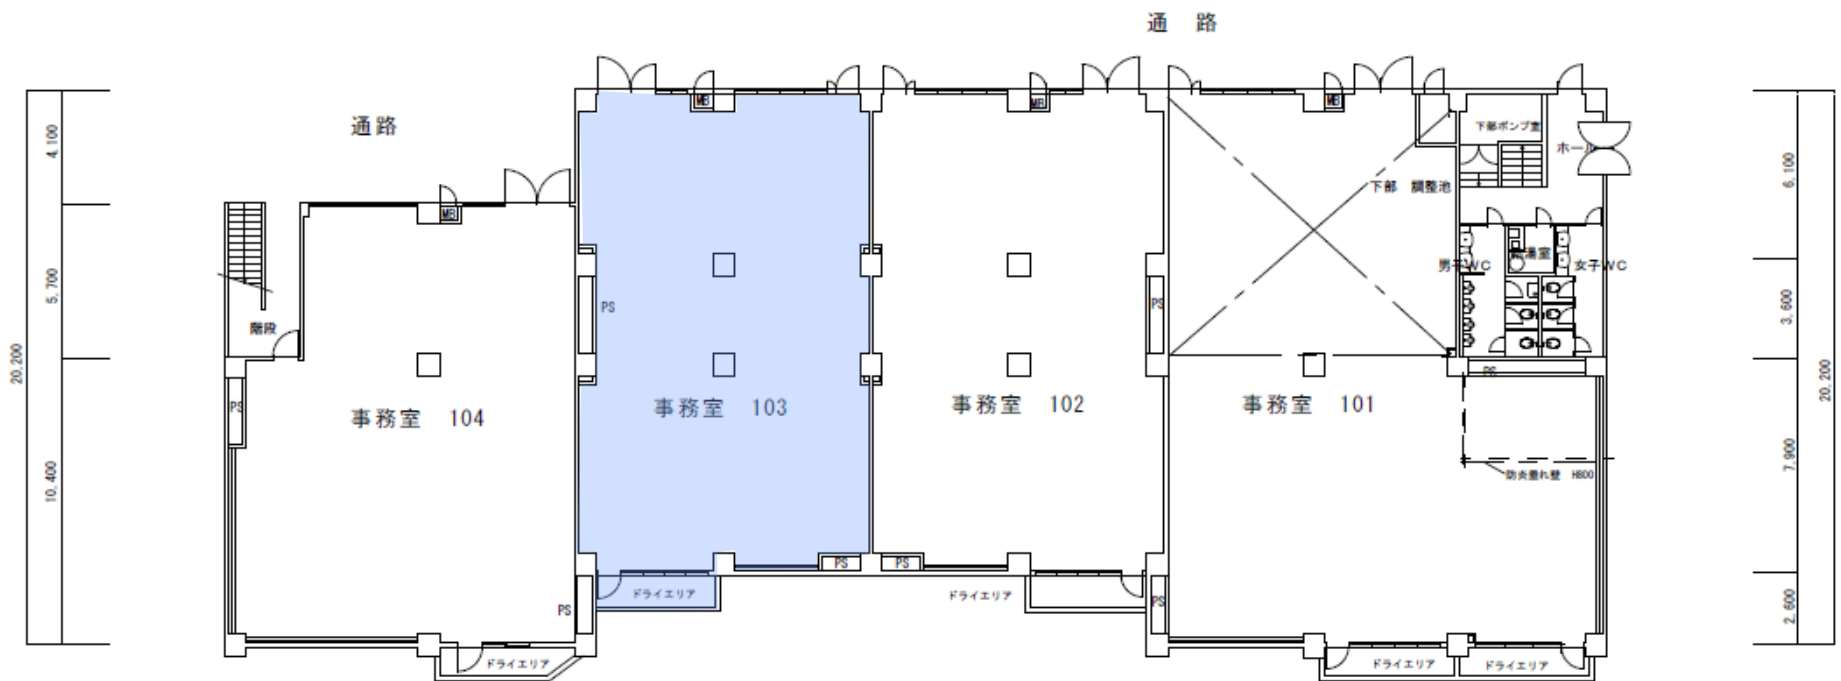 通 路
通路
MB
MB
MB
MB
4,100
5,700
10,400
20,200
6,100
3,600
7,900
2,600
20,200
下部ポンプ室
ホール
下部 調整池
男子WC
給湯室
女子WC
階段
PS
PS
PS
PS
PS
PS
PS
PS
事務室 104
事務室 103
事務室 102
事務室 101
防炎垂れ壁 H800
ドライエリア
ドライエリア
ドライエリア
ドライエリア
ドライエリア